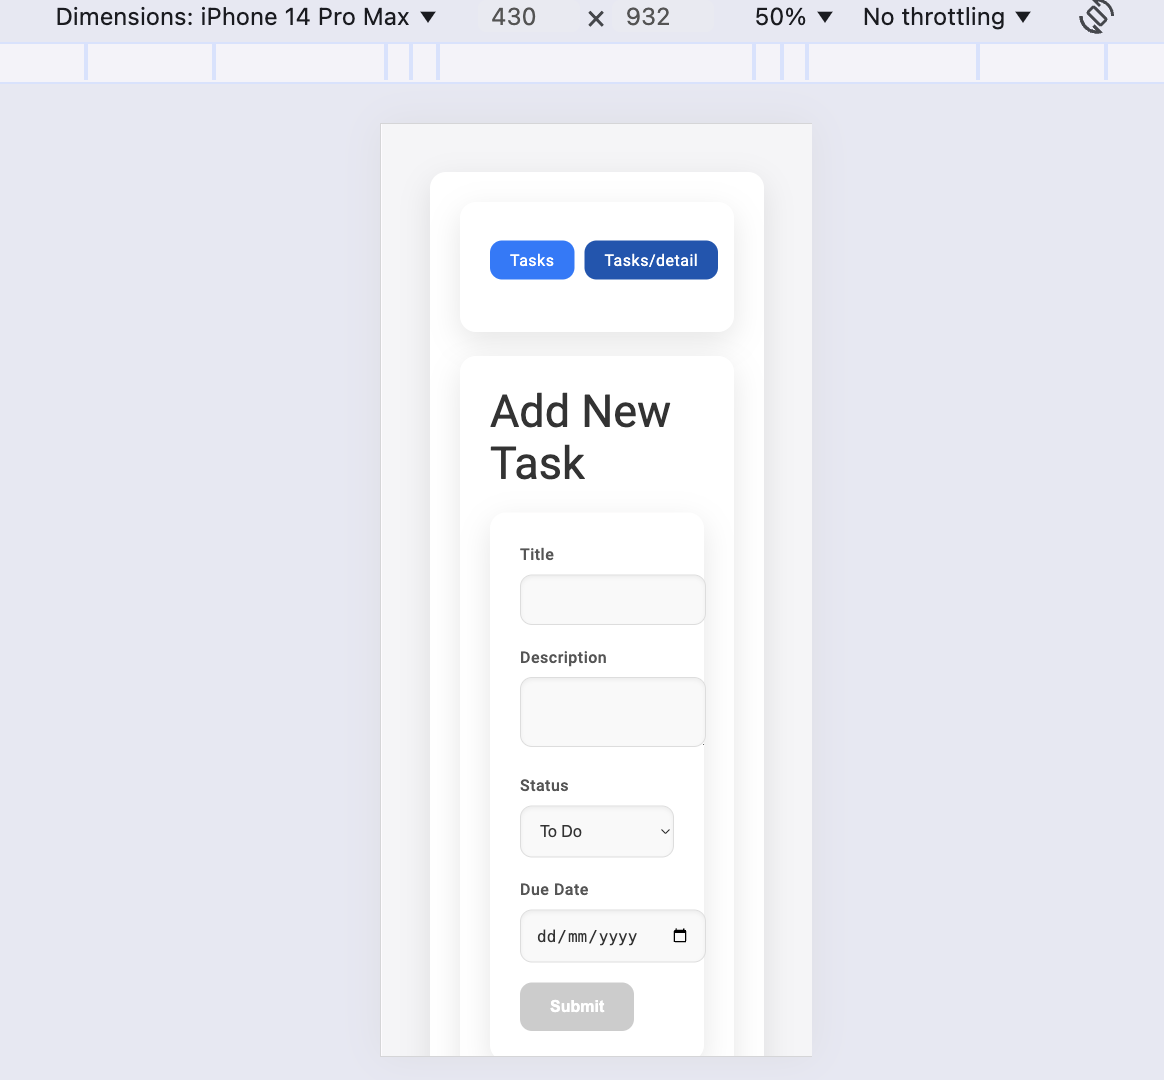 Dimensions: iPhone 14 Pro Max ▼ 430 × 932 50% ▼ No throttling ▼
Tasks Tasks/detail
Add New
Task
Title
Description
Status
To Do
Due Date
dd/mm/yyyy
Submit